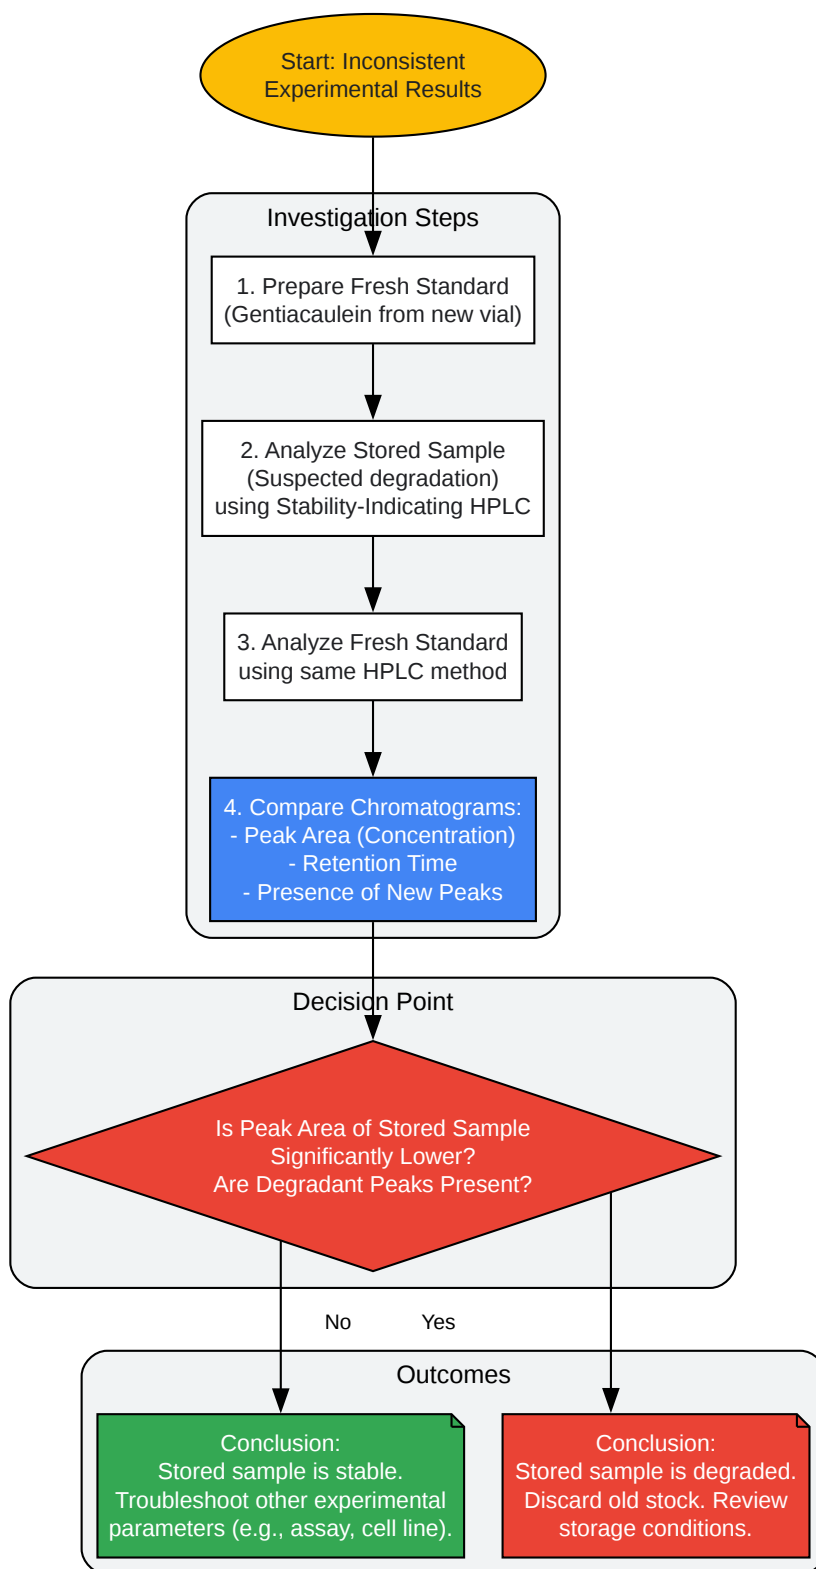 Start: Inconsistent
Experimental Results
Investigation Steps
1. Prepare Fresh Standard
(Gentiacaulein from new vial)
2. Analyze Stored Sample
(Suspected degradation)
using Stability-Indicating HPLC
3. Analyze Fresh Standard
using same HPLC method
4. Compare Chromatograms:
- Peak Area (Concentration)
- Retention Time
- Presence of New Peaks
Decision Point
Is Peak Area of Stored Sample
Significantly Lower?
Are Degradant Peaks Present?
No
Yes
Outcomes
Conclusion:
Stored sample is stable.
Troubleshoot other experimental
parameters (e.g., assay, cell line).
Conclusion:
Stored sample is degraded.
Discard old stock. Review
storage conditions.